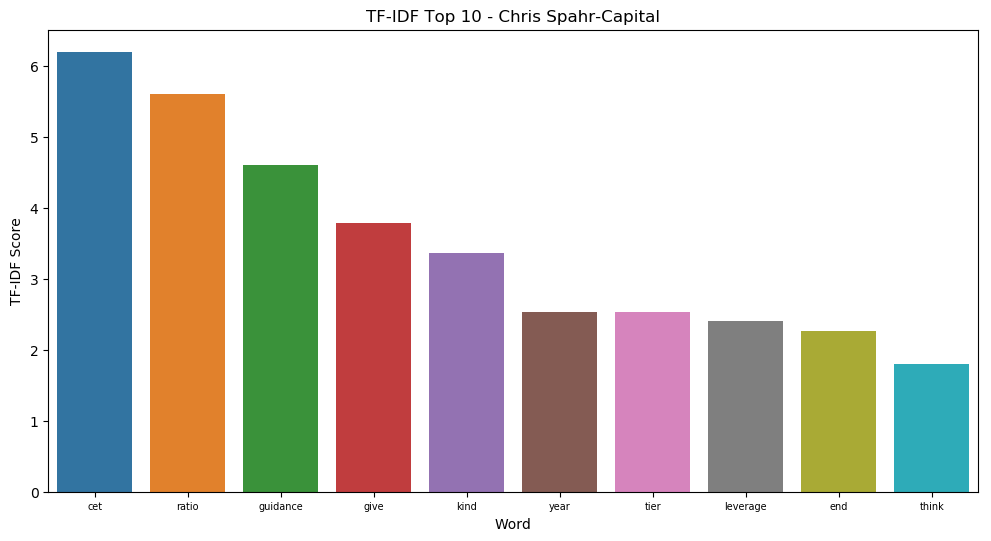 TF-IDF Top 10 - Chris Spahr-Capital
TF-IDF Score
6
5
4
3
2
1
0
cet ratio guidance give kind year tier leverage end think
Word